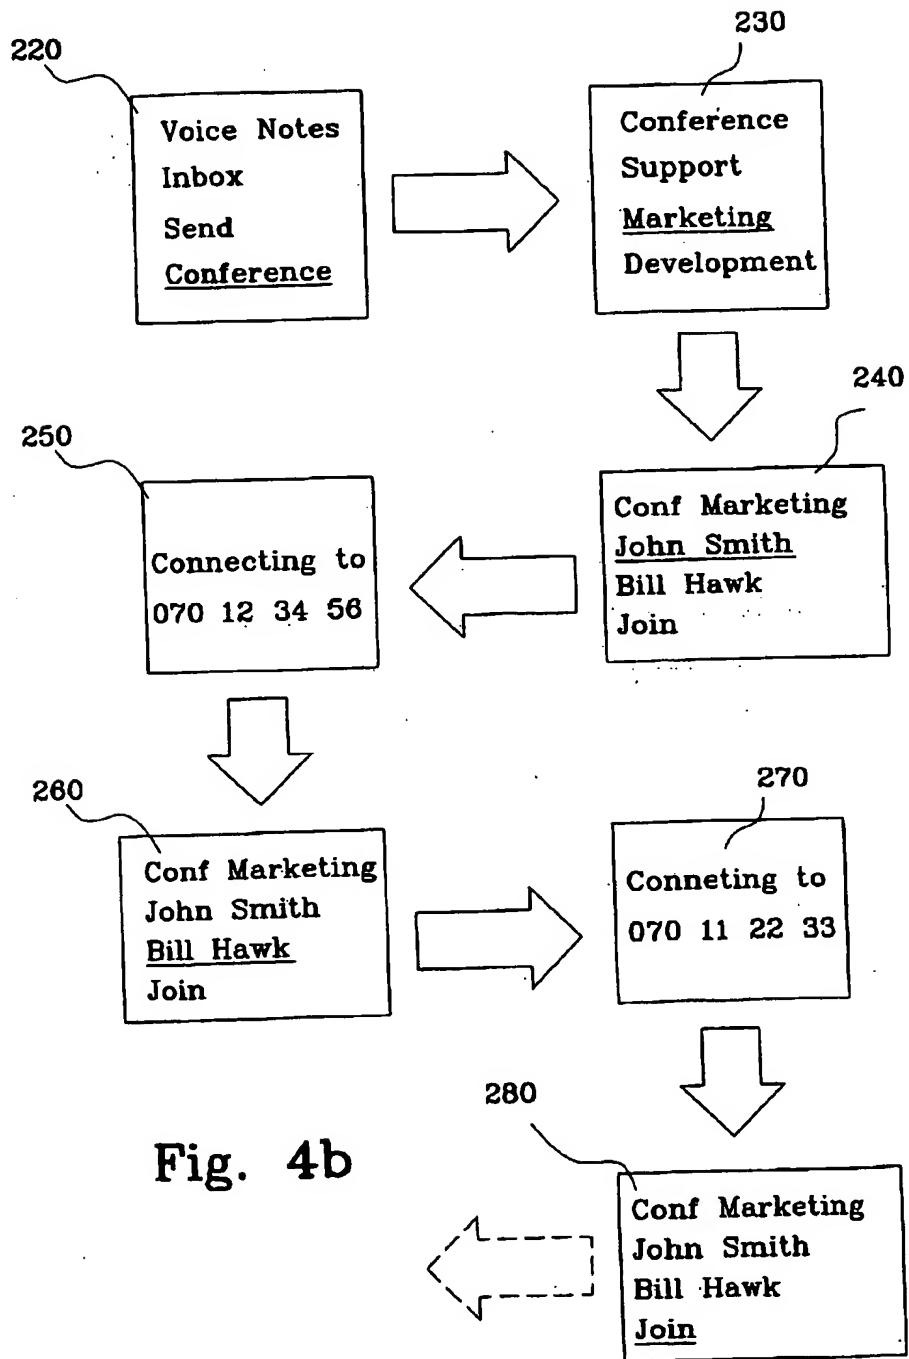 220
Voice Notes
Inbox
Send
Conference
230
Conference
Support
Marketing
Development
240
Conf Marketing
John Smith
Bill Hawk
Join
250
Connecting to
070 12 34 56
260
Conf Marketing
John Smith
Bill Hawk
Join
270
Conneting to
070 11 22 33
280
Conf Marketing
John Smith
Bill Hawk
Join
Fig. 4b